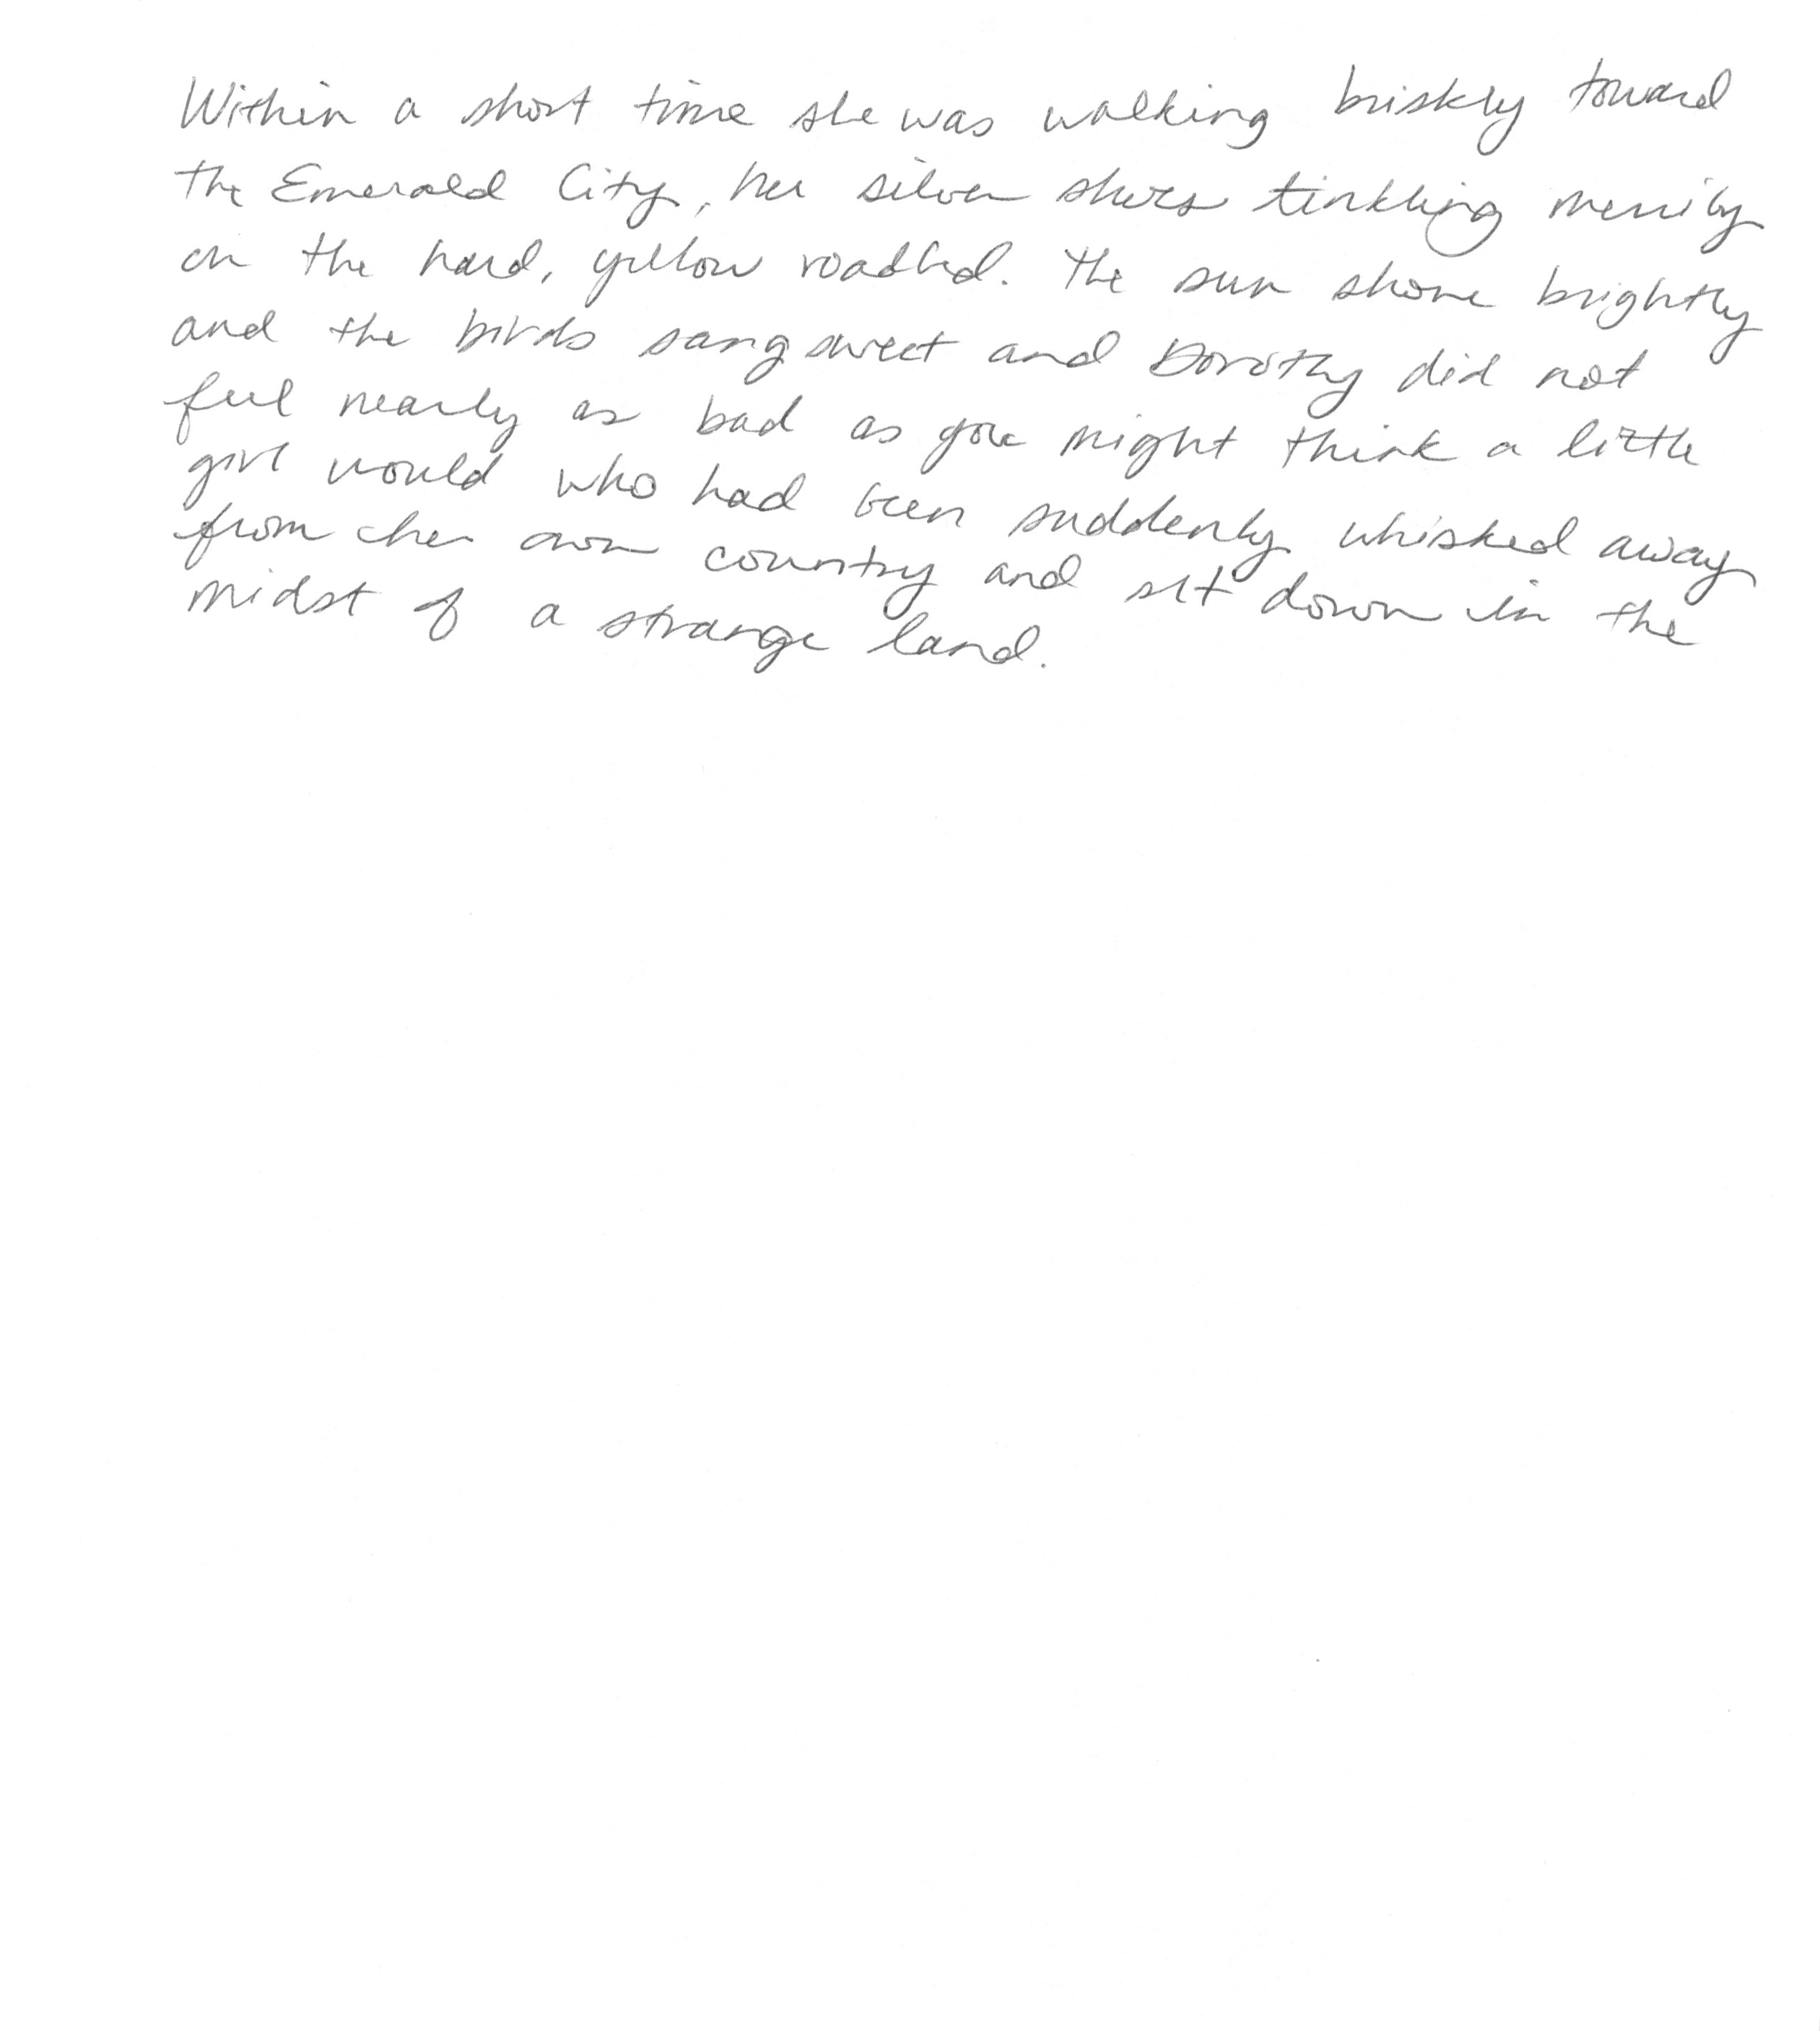 Within a short time she was walking briskly toward
the Emerald City, her silver shoes tinkling merrily
on the hard, yellow roadbed. The sun shone brightly
and the birds sang sweet and Dorothy did not
feel nearly as bad as you might think a little
girl would who had been suddenly whisked away
from her own country and set down in the
midst of a strange land.